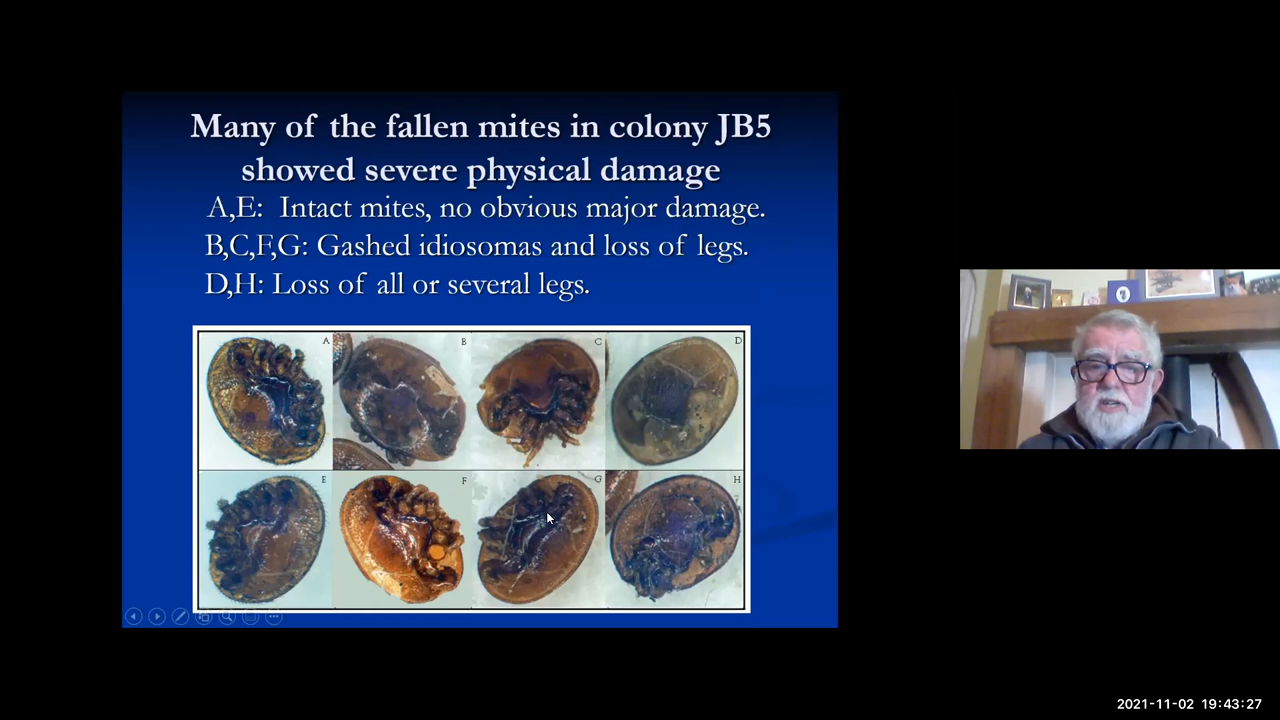 Many of the fallen mites in colony JB5
showed severe physical damage
A,E: Intact mites, no obvious major damage.
B,C,F,G: Gashed idiosomas and loss of legs.
D,H: Loss of all or several legs.
A B C D
E F G H
2021-11-02 19:43:27